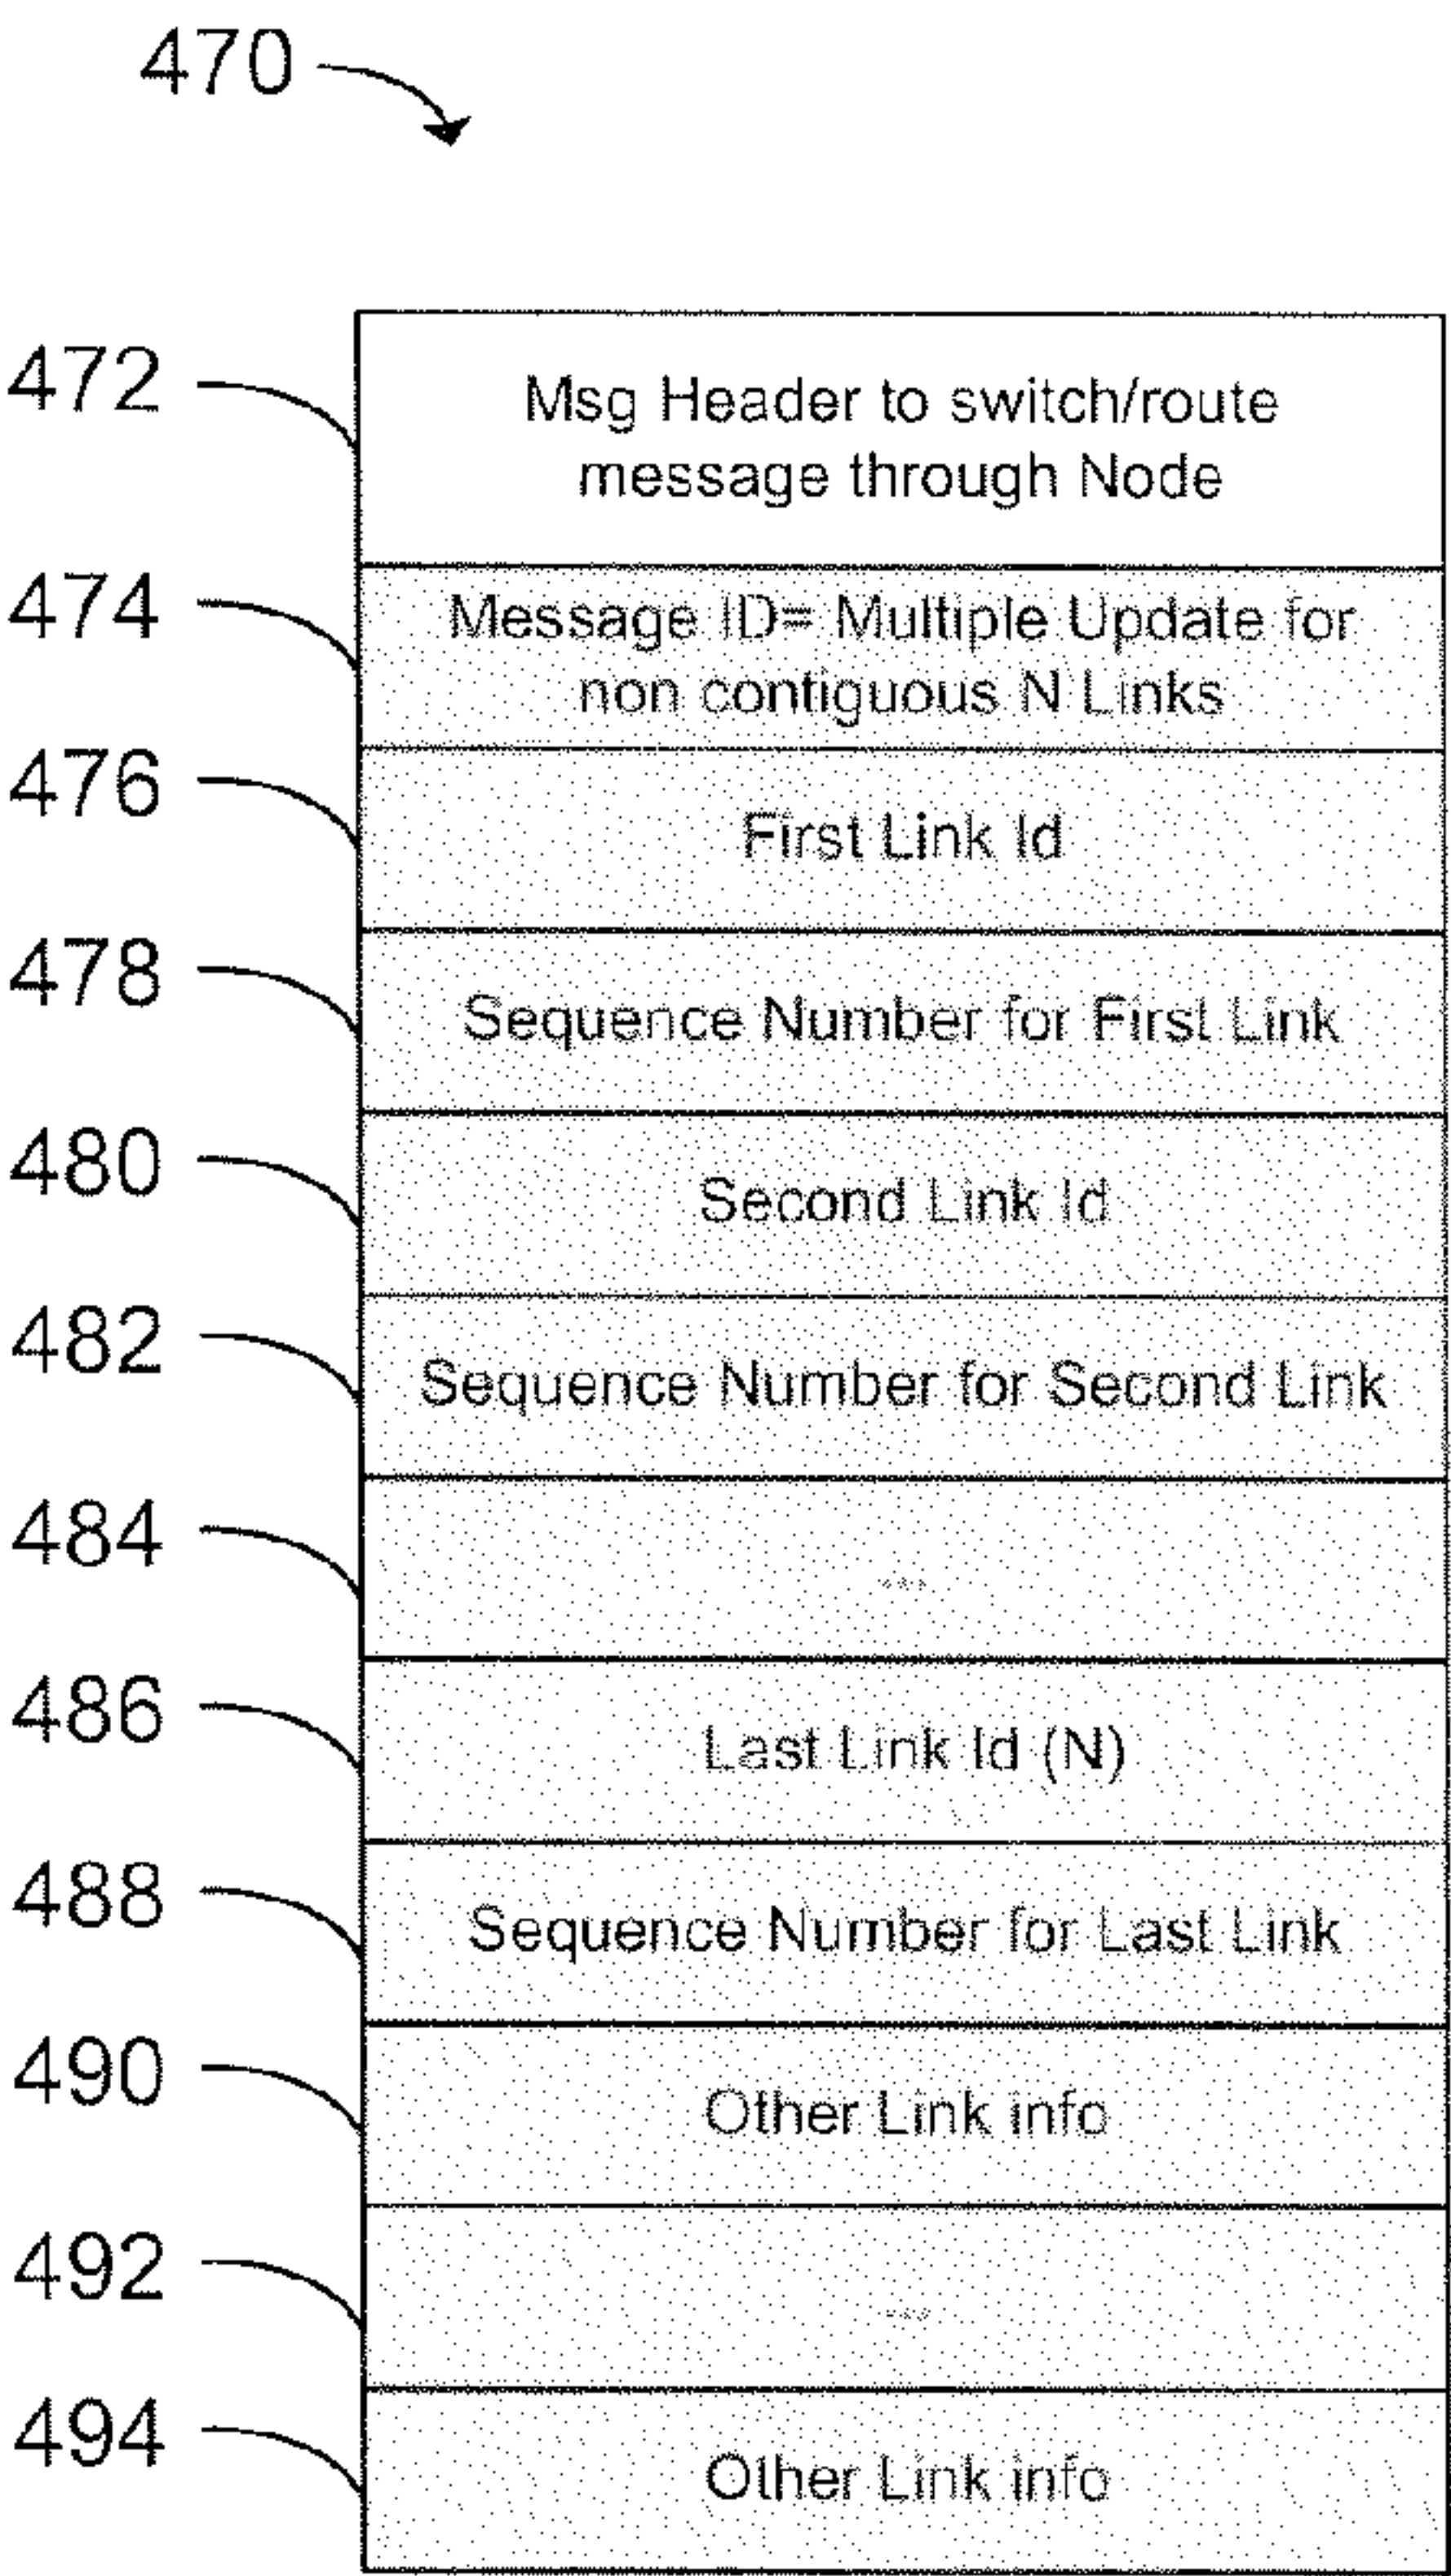 470
472
Msg Header to switch/route
message through Node
474
Message ID= Multiple Update for
non contiguous N Links
476
First Link Id
478
Sequence Number for First Link
480
Second Link Id
482
Sequence Number for Second Link
484
...
486
Last Link Id (N)
488
Sequence Number for Last Link
490
Other Link info
492
...
494
Other Link info